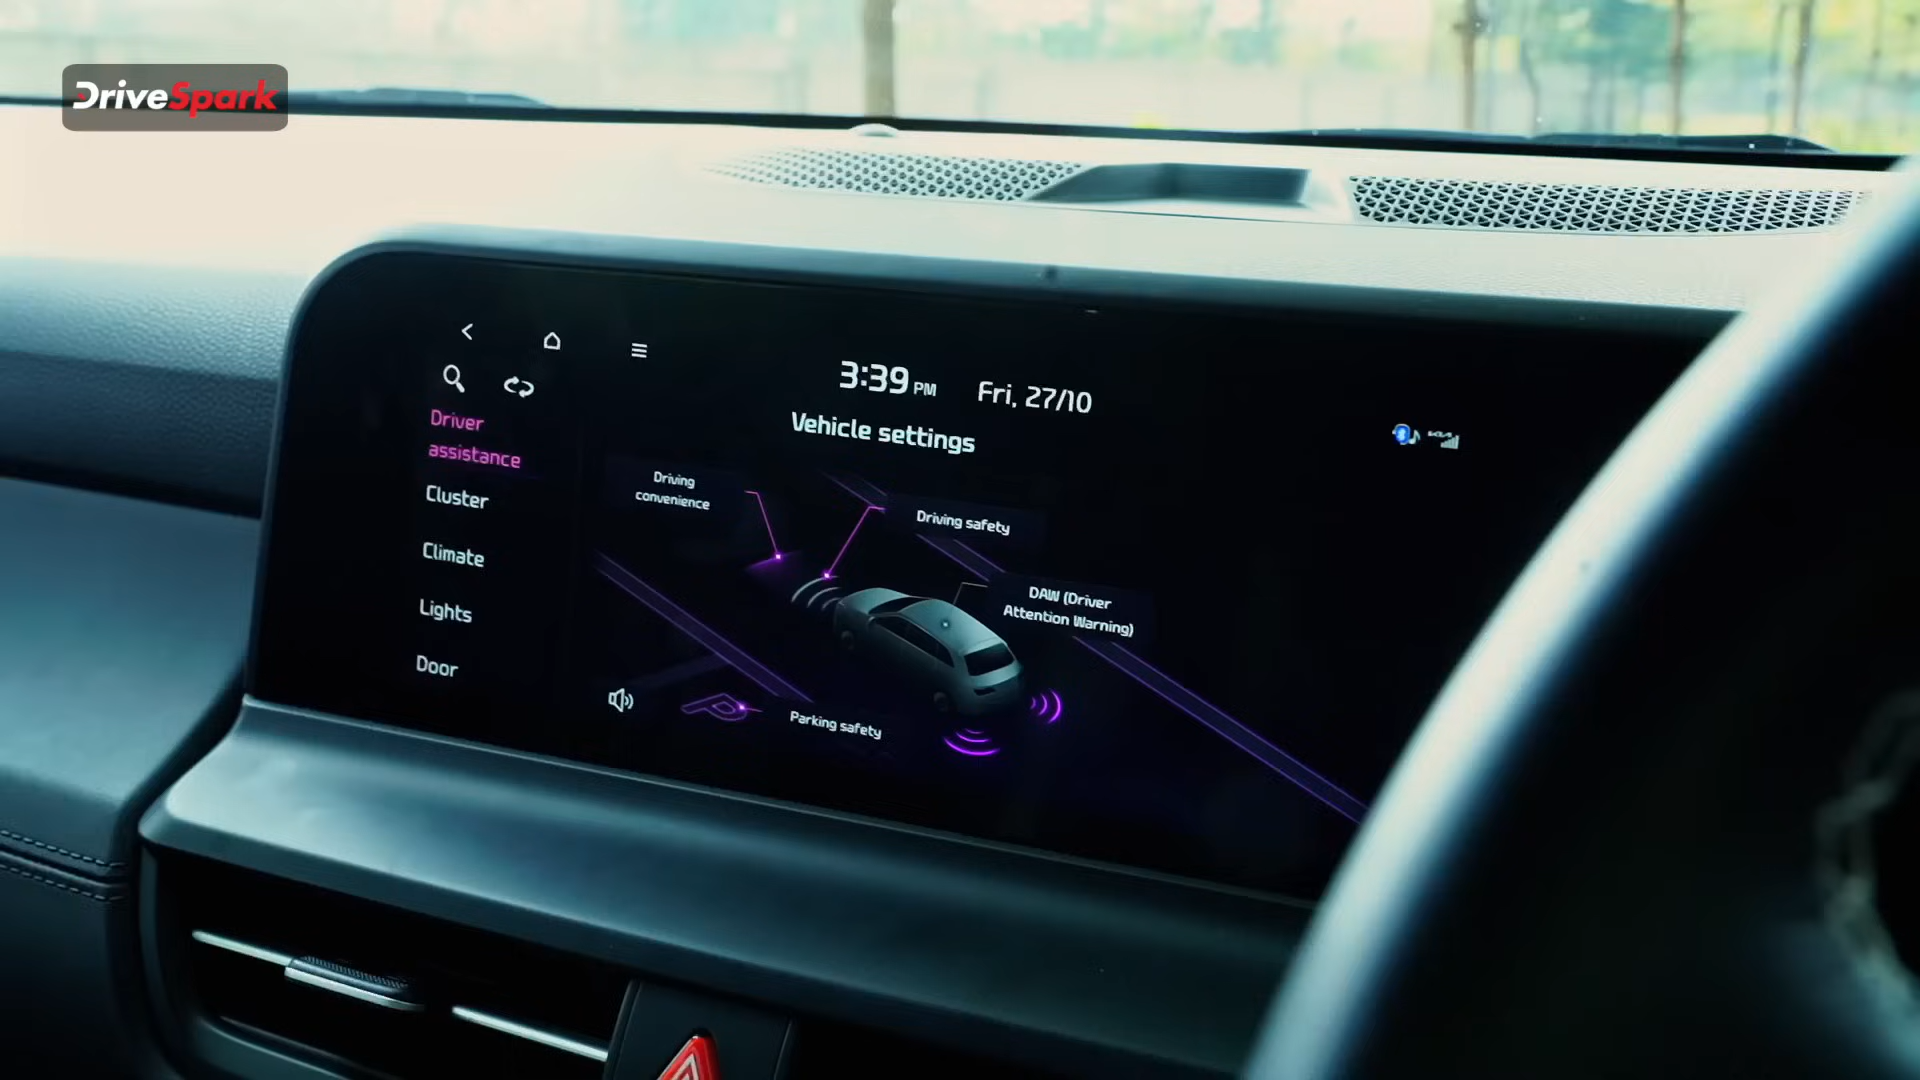 DriveSpark
3:39 PM Fri, 27/10
Vehicle settings
Driver
assistance
Cluster
Climate
Lights
Door
Driving
convenience
Driving safety
DAW (Driver
Attention Warning)
Parking safety